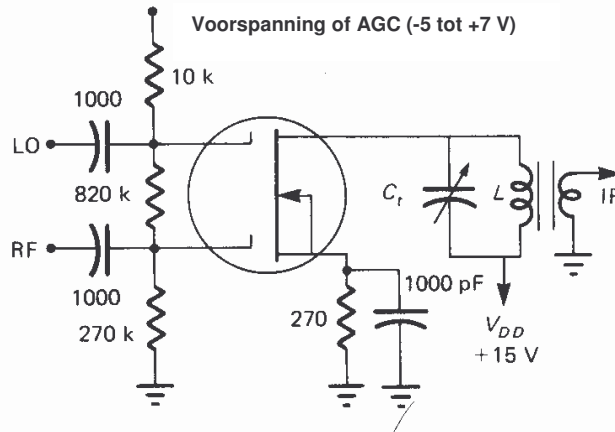 Voorspanning of AGC (-5 tot +7 V)
10 k
1000
LO
820 k
RF
1000
270 k
270
1000 pF
Ct
L
IF
VDD
+15 V